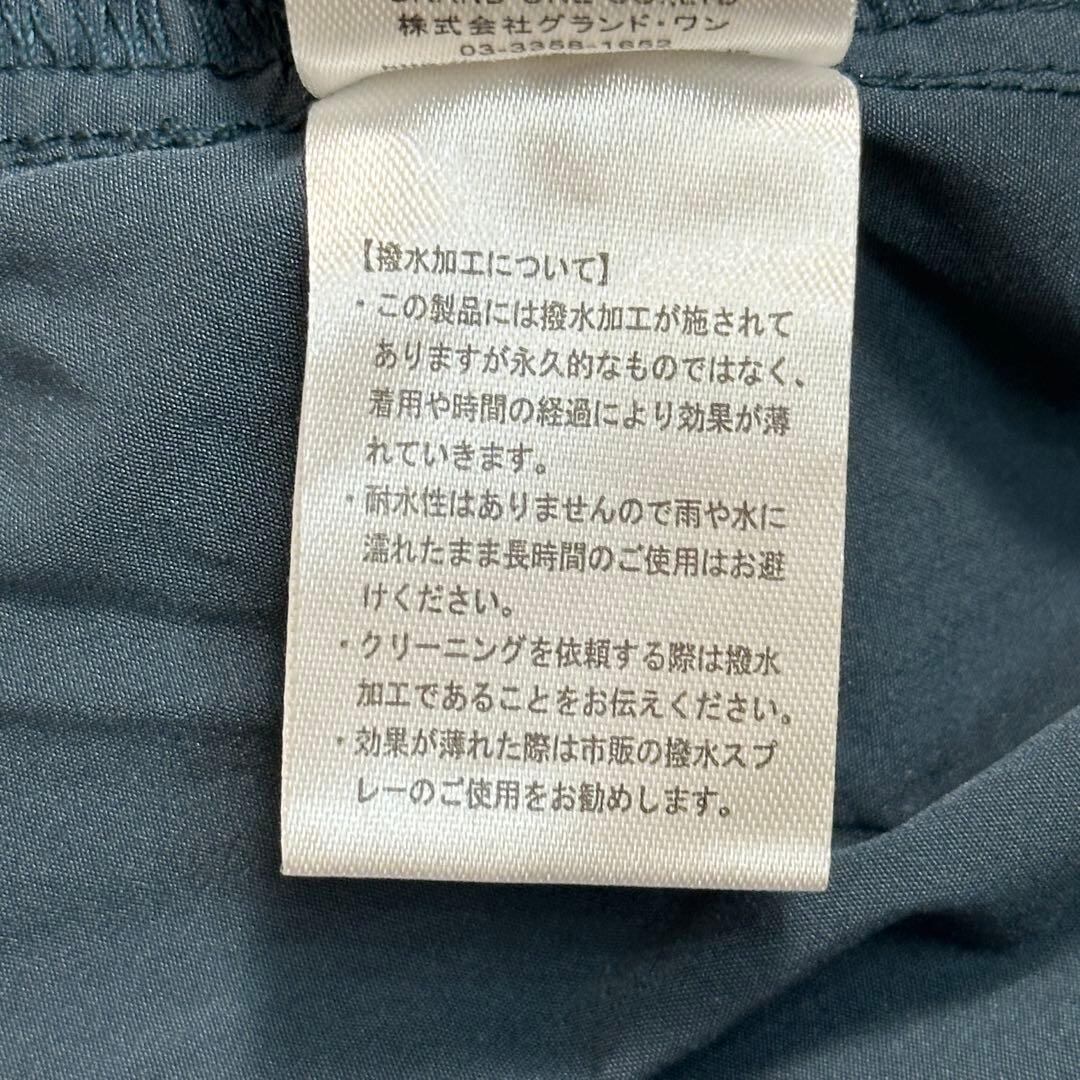 株式会社グランド・ワン
03-3358-1652
【撥水加工について】
・この製品には撥水加工が施されて
ありますが永久的なものではなく、
着用や時間の経過により効果が薄
れていきます。
・耐水性はありませんので雨や水に
濡れたまま長時間のご使用はお避
けください。
・クリーニングを依頼する際は撥水
加工であることをお伝えください。
・効果が薄れた際は市販の撥水スプ
レーのご使用をお勧めします。